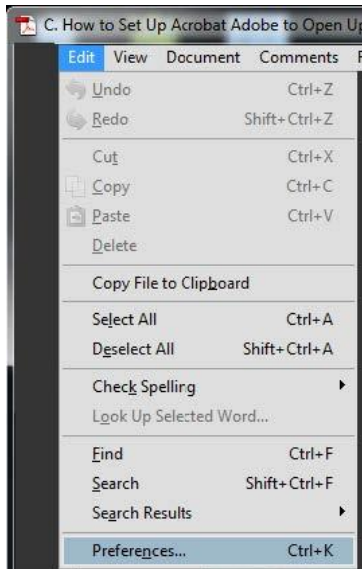 C. How to Set Up Acrobat Adobe to Open Up
Edit View Document Comments
Undo Ctrl+Z
Redo Shift+Ctrl+Z
Cut Ctrl+X
Copy Ctrl+C
Paste Ctrl+V
Delete
Copy File to Clipboard
Select All Ctrl+A
Deselect All Shift+Ctrl+A
Check Spelling
Look Up Selected Word...
Find Ctrl+F
Search Shift+Ctrl+F
Search Results
Preferences... Ctrl+K